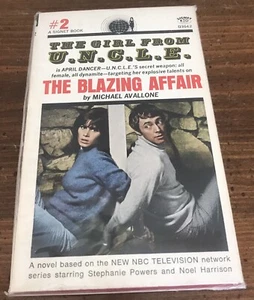 #2
A SIGNET BOOK
THE GIRL FROM
U.N.C.L.E.
is APRIL DANCER—U.N.C.L.E.'S secret weapon: all
female, all dynamite—targeting her explosive talents on
THE BLAZING AFFAIR
by MICHAEL AVALLONE
A novel based on the NEW NBC TELEVISION network
series starring Stephanie Powers and Noel Harrison